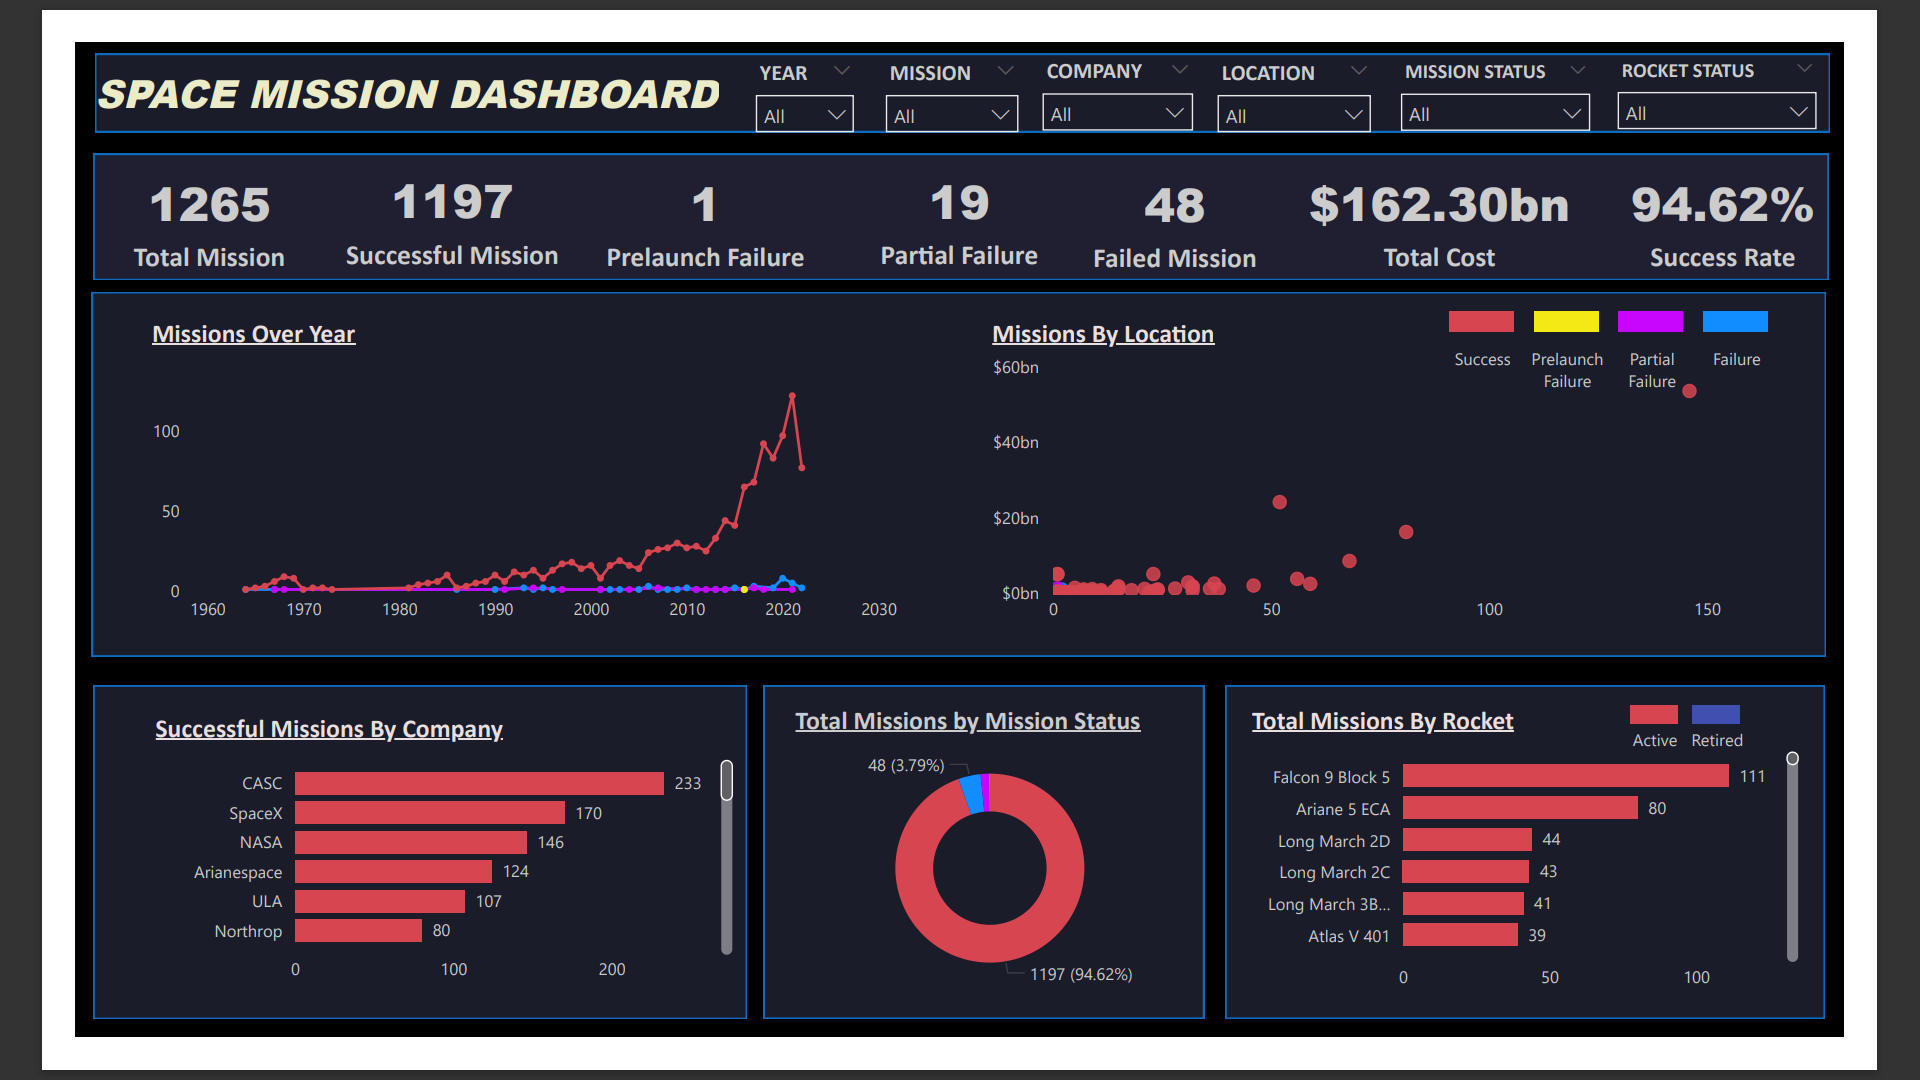 SPACE MISSION DASHBOARD
YEAR
All
MISSION
All
COMPANY
All
LOCATION
All
MISSION STATUS
All
ROCKET STATUS
All
1265
Total Mission
1197
Successful Mission
1
Prelaunch Failure
19
Partial Failure
48
Failed Mission
$162.30bn
Total Cost
94.62%
Success Rate
Missions Over Year
100
50
0
1960 1970 1980 1990 2000 2010 2020 2030
Missions By Location
Success
Prelaunch
Failure
Partial
Failure
Failure
$60bn
$40bn
$20bn
$0bn
0 50 100 150
Successful Missions By Company
CASC 233
SpaceX 170
NASA 146
Arianespace 124
ULA 107
Northrop 80
0 100 200
Total Missions by Mission Status
48 (3.79%)
1197 (94.62%)
Total Missions By Rocket
Active Retired
Falcon 9 Block 5 111
Ariane 5 ECA 80
Long March 2D 44
Long March 2C 43
Long March 3B... 41
Atlas V 401 39
0 50 100